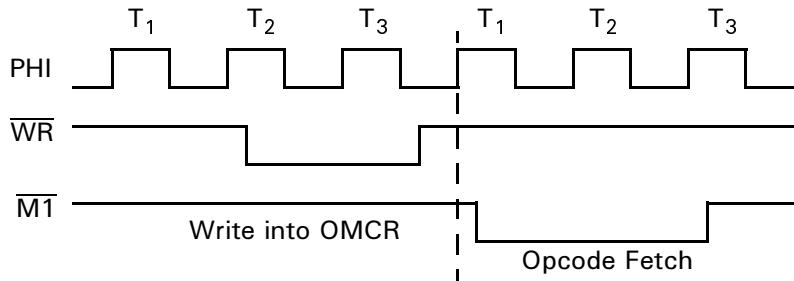 T1 T2 T3 T1 T2 T3
PHI
WR
M1
Write into OMCR
Opcode Fetch